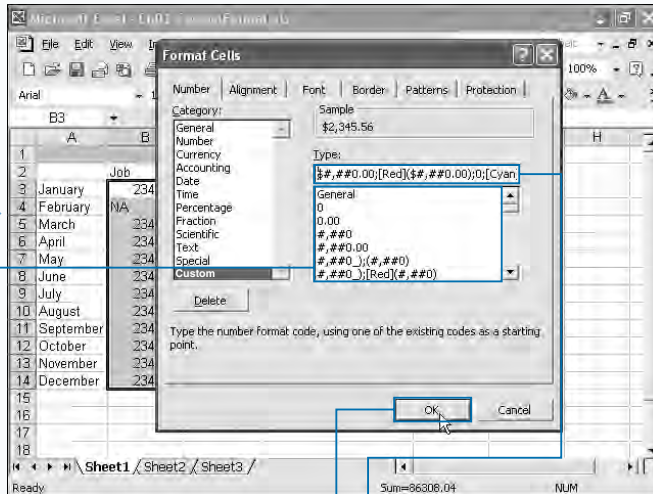 Microsoft Excel
File Edit View
100%
Arial
B3
Format Cells
Number Alignment Font Border Patterns Protection
Category:
General
Number
Currency
Accounting
Date
Time
Percentage
Fraction
Scientific
Text
Special
Custom
Sample
$2,345.56
Type:
$#,##0.00;[Red]($#,##0.00);0;[Cyan
General
0
0.00
#,##0
#,##0.00
#,##0_);(#,##0)
#,##0_);[Red](#,##0)
Delete
Type the number format code, using one of the existing codes as a starting
point.
OK Cancel
A B H
1
2 Job
3 January 234
4 February NA
5 March 234
6 April 234
7 May 234
8 June 234
9 July 234
10 August 234
11 September 234
12 October 234
13 November 234
14 December 234
15
16
17
18
Sheet1 / Sheet2 / Sheet3 /
Ready Sum=86308.04 NUM